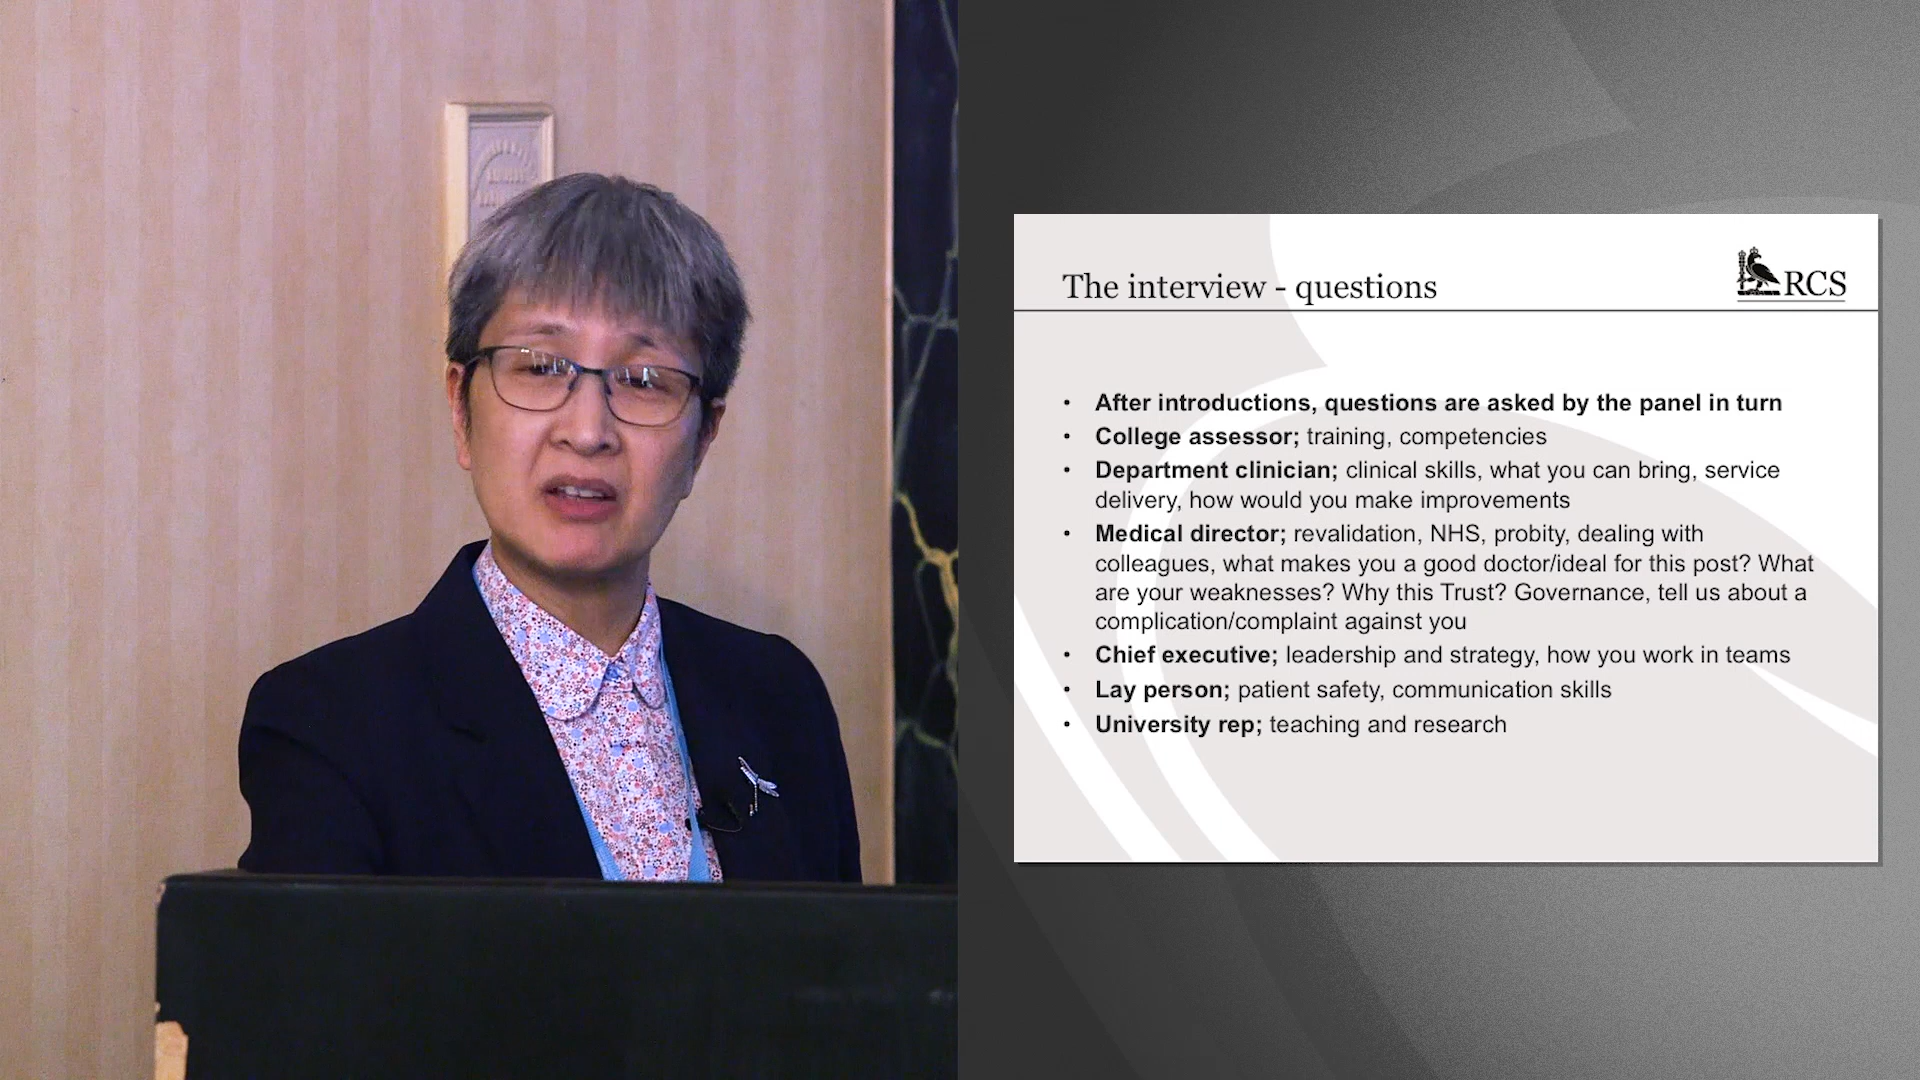 The interview - questions
RCS
• After introductions, questions are asked by the panel in turn
• College assessor; training, competencies
• Department clinician; clinical skills, what you can bring, service
delivery, how would you make improvements
• Medical director; revalidation, NHS, probity, dealing with
colleagues, what makes you a good doctor/ideal for this post? What
are your weaknesses? Why this Trust? Governance, tell us about a
complication/complaint against you
• Chief executive; leadership and strategy, how you work in teams
• Lay person; patient safety, communication skills
• University rep; teaching and research